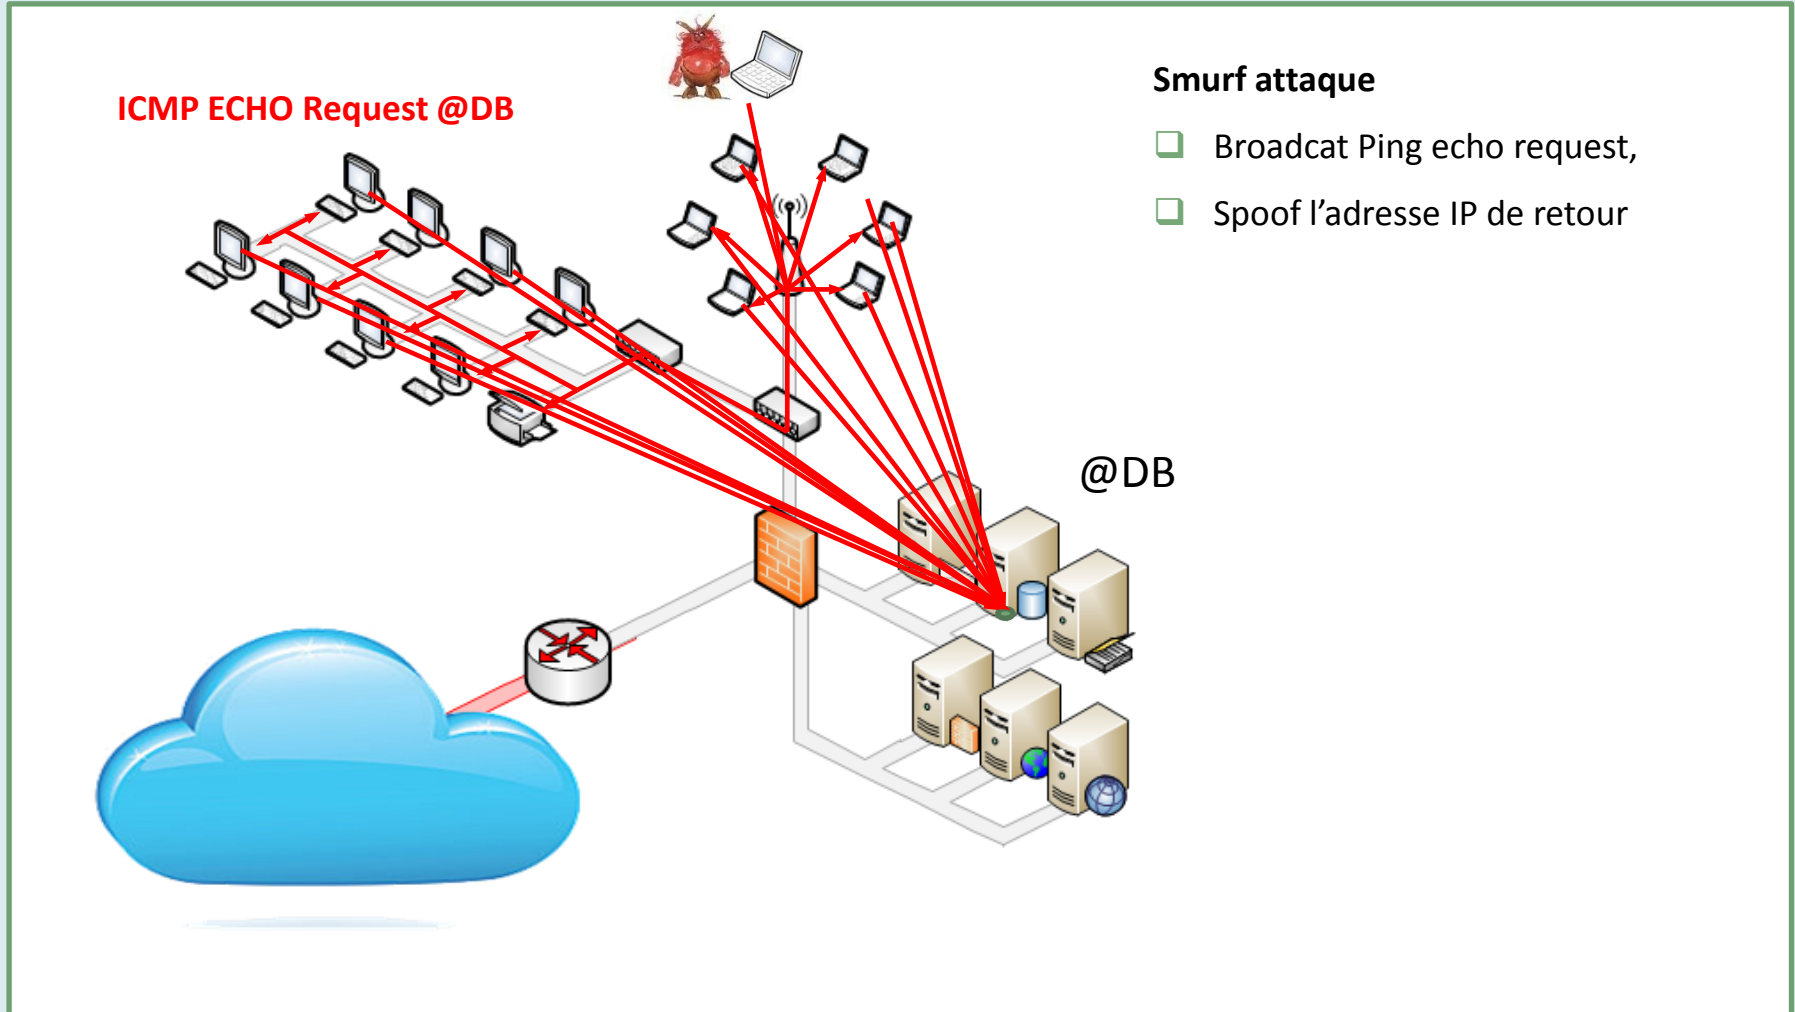 ICMP ECHO Request @DB
Smurf attaque
Broadcat Ping echo request,
Spoof l’adresse IP de retour
@DB